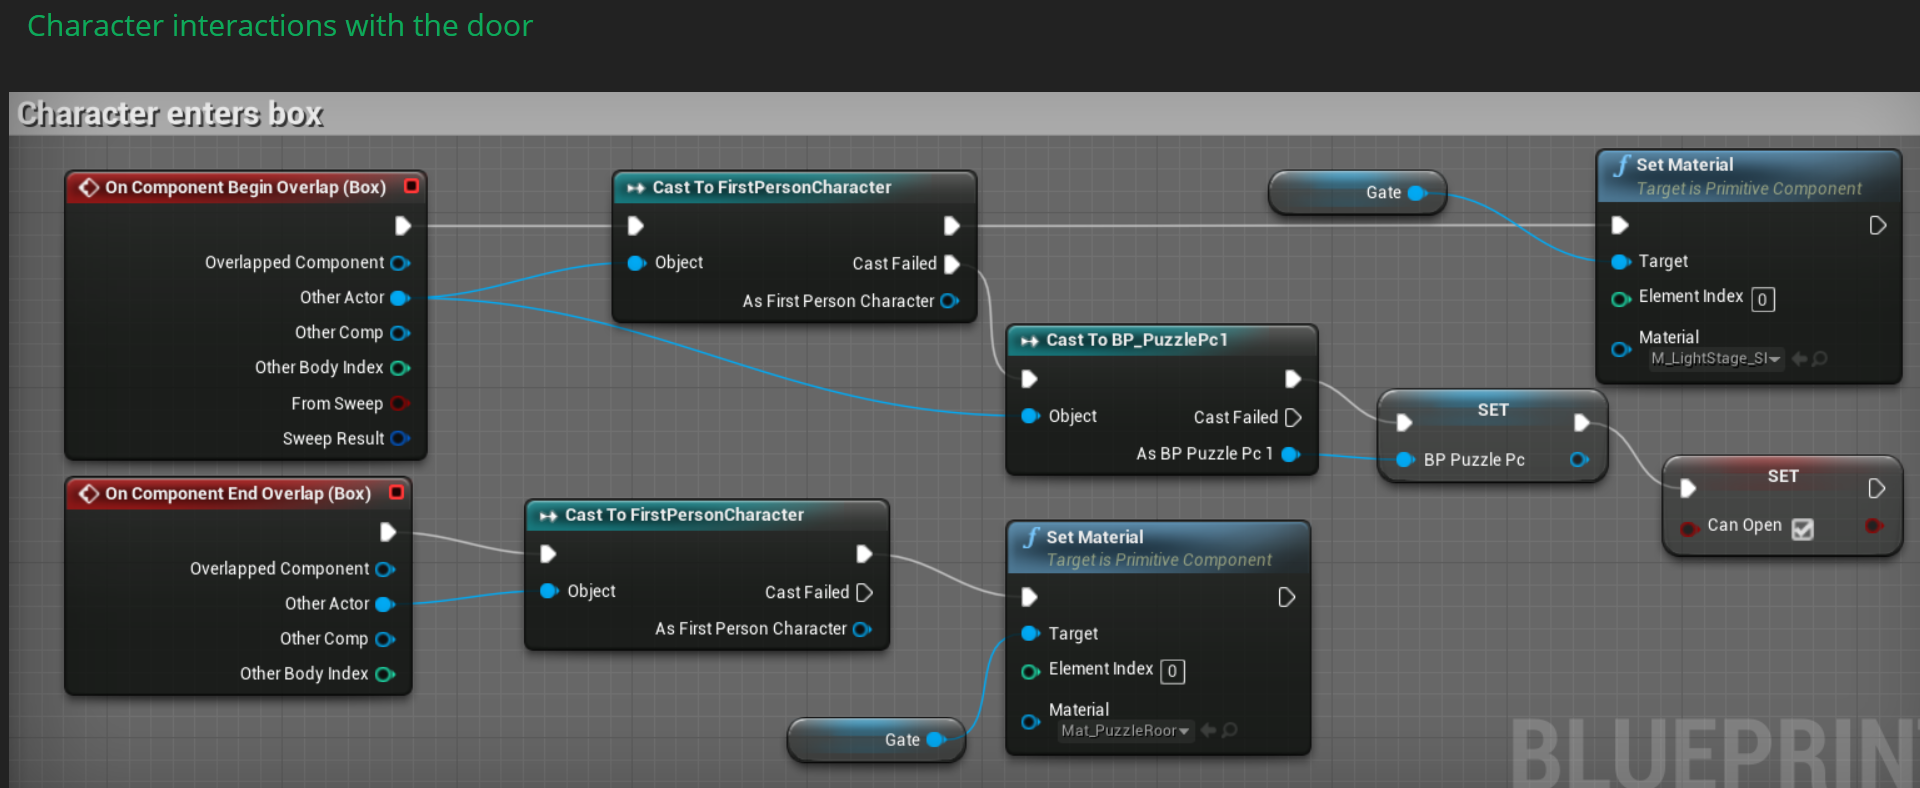 Character interactions with the door
Character enters box
On Component Begin Overlap (Box)
Overlapped Component
Other Actor
Other Comp
Other Body Index
From Sweep
Sweep Result
Cast To FirstPersonCharacter
Object
Cast Failed
As First Person Character
Gate
Set Material
Target is Primitive Component
Target
Element Index 0
Material
M_LightStage_Sl
Cast To BP_PuzzlePc1
Object
Cast Failed
As BP Puzzle Pc 1
SET
BP Puzzle Pc
SET
Can Open
On Component End Overlap (Box)
Overlapped Component
Other Actor
Other Comp
Other Body Index
Cast To FirstPersonCharacter
Object
Cast Failed
As First Person Character
Set Material
Target is Primitive Component
Target
Element Index 0
Material
Mat_PuzzleRoor
Gate
BLUEPRIN